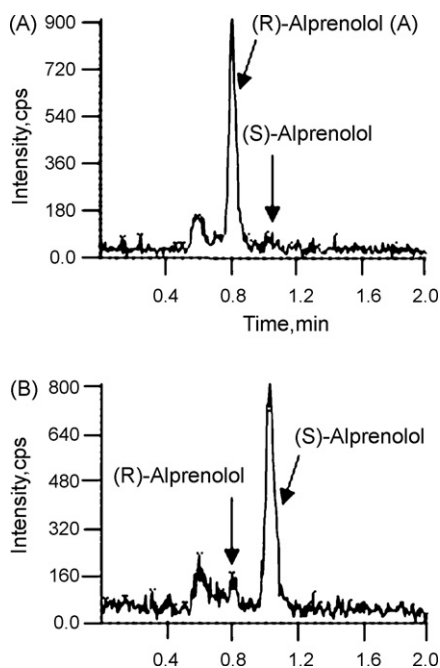 (A)
900
(R)-Alprenolol (A)
720
540
(S)-Alprenolol
360
180
0.0
Intensity,cps
0.4 0.8 1.2 1.6 2.0
Time,min
(B)
800
640
(S)-Alprenolol
480
(R)-Alprenolol
320
160
0.0
Intensity,cps
0.4 0.8 1.2 1.6 2.0